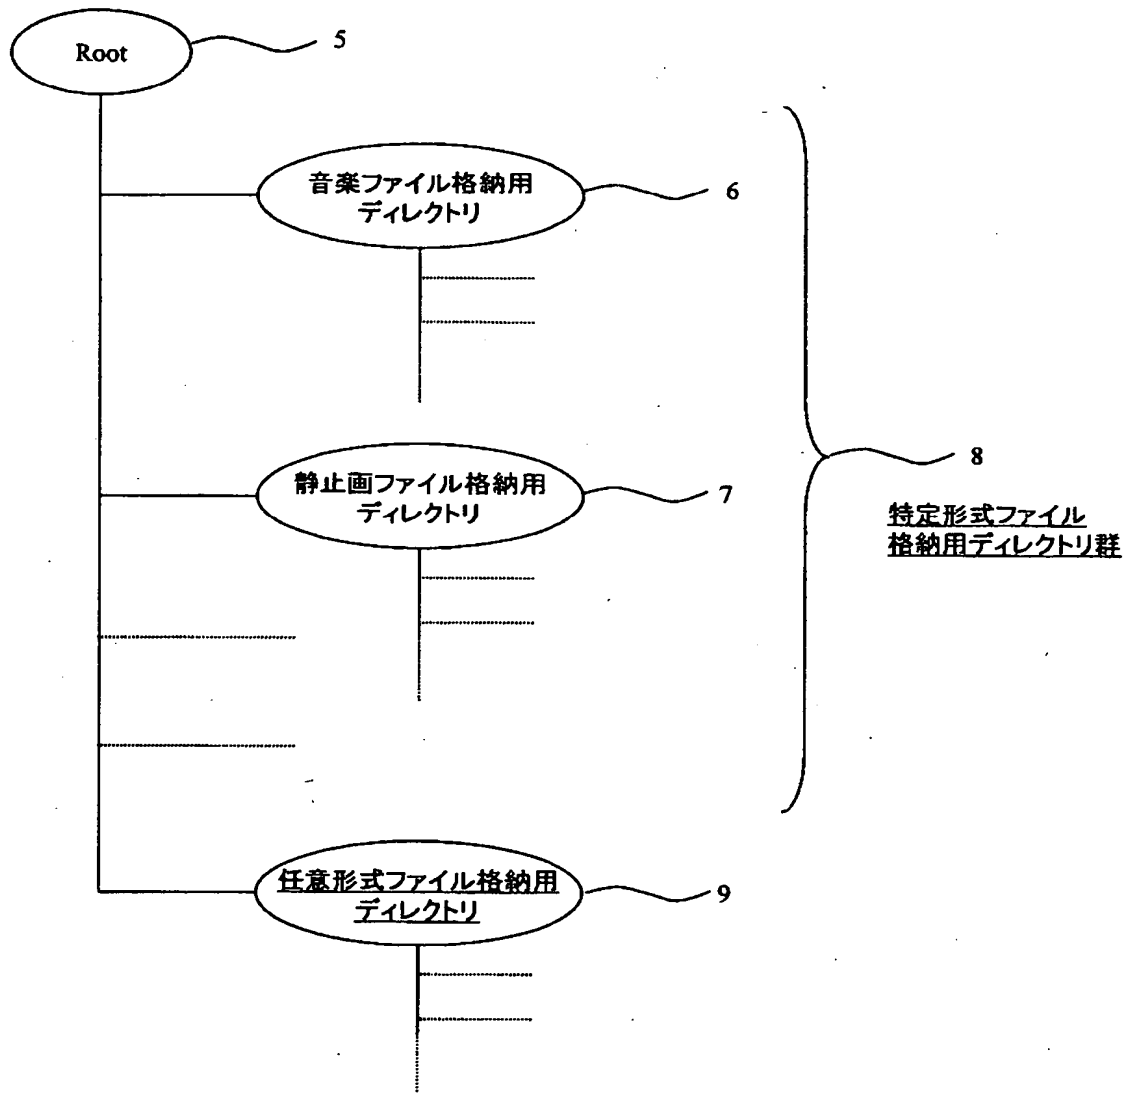 Root
5
音楽ファイル格納用
ディレクトリ
6
静止画ファイル格納用
ディレクトリ
7
8
特定形式ファイル
格納用ディレクトリ群
任意形式ファイル格納用
ディレクトリ
9